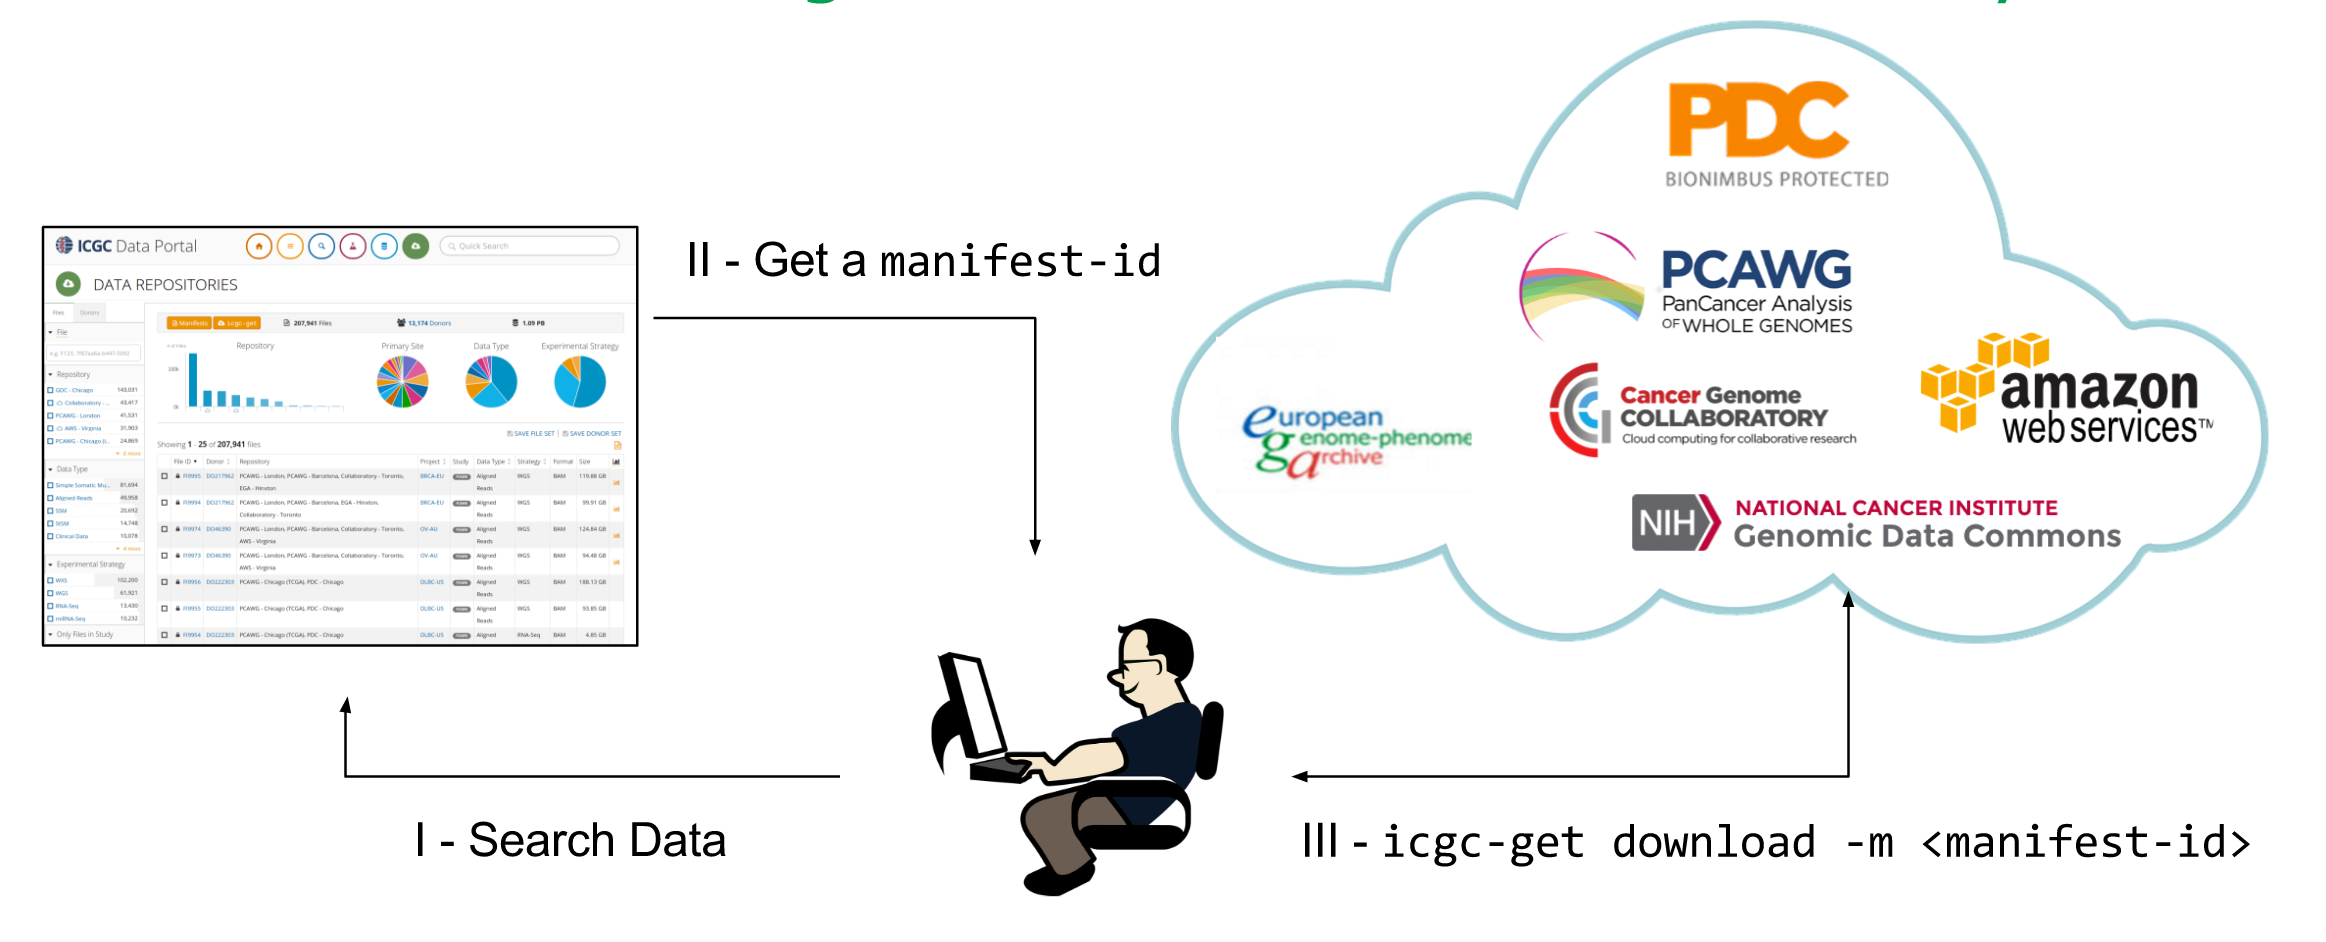 ICGC Data Portal
Quick Search
DATA REPOSITORIES
Files Donors
File
Repository
GDC - Chicago 143,031
Collaboratory - ... 43,417
PCAWG - London 41,531
AWS - Virginia 31,903
PCAWG - Chicago (I... 24,869
Data Type
Simple Somatic Mu... 81,694
Aligned Reads 49,958
SSM 20,692
StSM 14,748
Clinical Data 10,078
4 more
Experimental Strategy
WXS 102,200
WGS 61,921
RNA-Seq 13,430
miRNA-Seq 10,232
Only Files in Study
Manifests icgc-get 207,941 Files 13,174 Donors 1.09 PB
Repository Primary Site Data Type Experimental Strategy
SAVE FILE SET SAVE DONOR SET
Showing 1 - 25 of 207,941 files
File ID Donor Repository Project Study Data Type Strategy Format Size
FI9995 DO217962 PCAWG - London, PCAWG - Barcelona, Collaboratory - Toronto, EGA - Hinxton BRCA-EU PCAWG Aligned Reads WGS BAM 119.88 GB
FI9994 DO217962 PCAWG - London, PCAWG - Barcelona, EGA - Hinxton, Collaboratory - Toronto BRCA-EU PCAWG Aligned Reads WGS BAM 99.91 GB
FI9974 DO46390 PCAWG - London, PCAWG - Barcelona, Collaboratory - Toronto, AWS - Virginia OV-AU PCAWG Aligned Reads WGS BAM 124.84 GB
FI9973 DO46390 PCAWG - London, PCAWG - Barcelona, Collaboratory - Toronto, AWS - Virginia OV-AU PCAWG Aligned Reads WGS BAM 94.48 GB
FI9956 DO222303 PCAWG - Chicago (TCGA), PDC - Chicago DLBC-US PCAWG Aligned Reads WGS BAM 188.13 GB
FI9955 DO222303 PCAWG - Chicago (TCGA), PDC - Chicago DLBC-US PCAWG Aligned Reads WGS BAM 93.85 GB
FI9954 DO222303 PCAWG - Chicago (TCGA), PDC - Chicago DLBC-US PCAWG Aligned RNA-Seq BAM 4.85 GB
II - Get a manifest-id
PDC
BIONIMBUS PROTECTED
PCAWG
PanCancer Analysis
OF WHOLE GENOMES
european
genome-phenome
archive
Cancer Genome
COLLABORATORY
Cloud computing for collaborative research
amazon
web services™
NIH NATIONAL CANCER INSTITUTE
Genomic Data Commons
I - Search Data
III - icgc-get download -m <manifest-id>